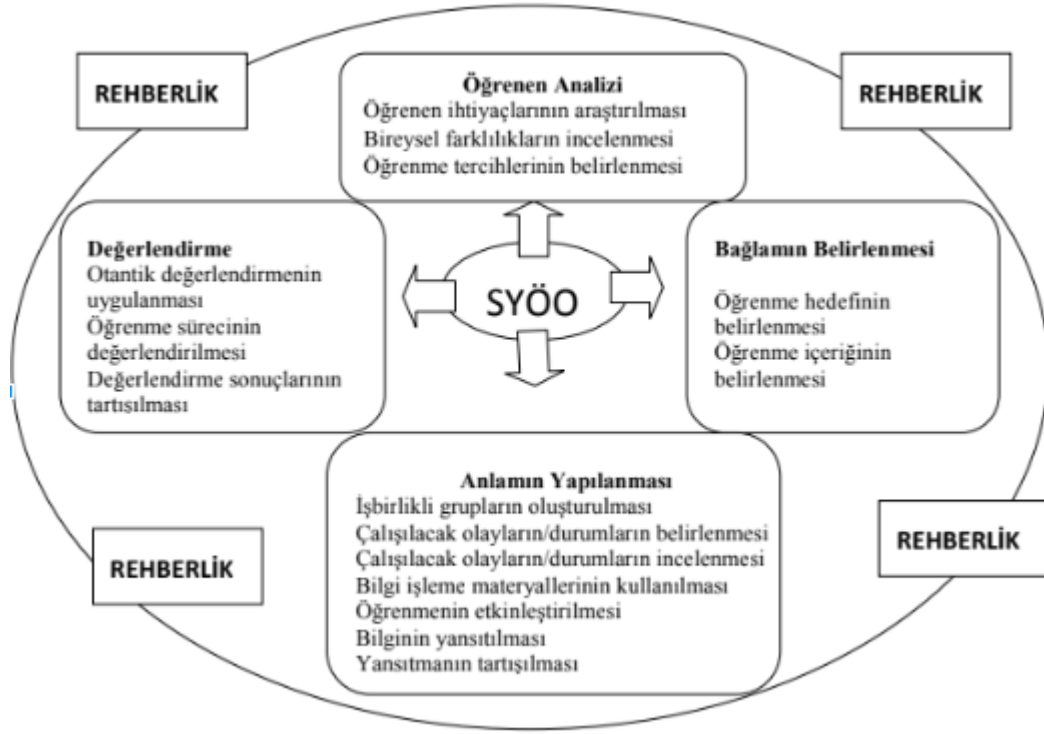 REHBERLİK
REHBERLİK
Öğrenen Analizi
Öğrenen ihtiyaçlarının araştırılması
Bireysel farklılıkların incelenmesi
Öğrenme tercihlerinin belirlenmesi
Değerlendirme
Otantik değerlendirmenin
uygulanması
Öğrenme sürecinin
değerlendirilmesi
Değerlendirme sonuçlarının
tartışılması
SYÖO
Bağlamın Belirlenmesi
Öğrenme hedefinin
belirlenmesi
Öğrenme içeriğinin
belirlenmesi
Anlamın Yapılanması
İşbirlikli grupların oluşturulması
Çalışılacak olayların/durumların belirlenmesi
Çalışılacak olayların/durumların incelenmesi
Bilgi işleme materyallerinin kullanılması
Öğrenmenin etkinleştirilmesi
Bilginin yansıtılması
Yansıtmanın tartışılması
REHBERLİK
REHBERLİK